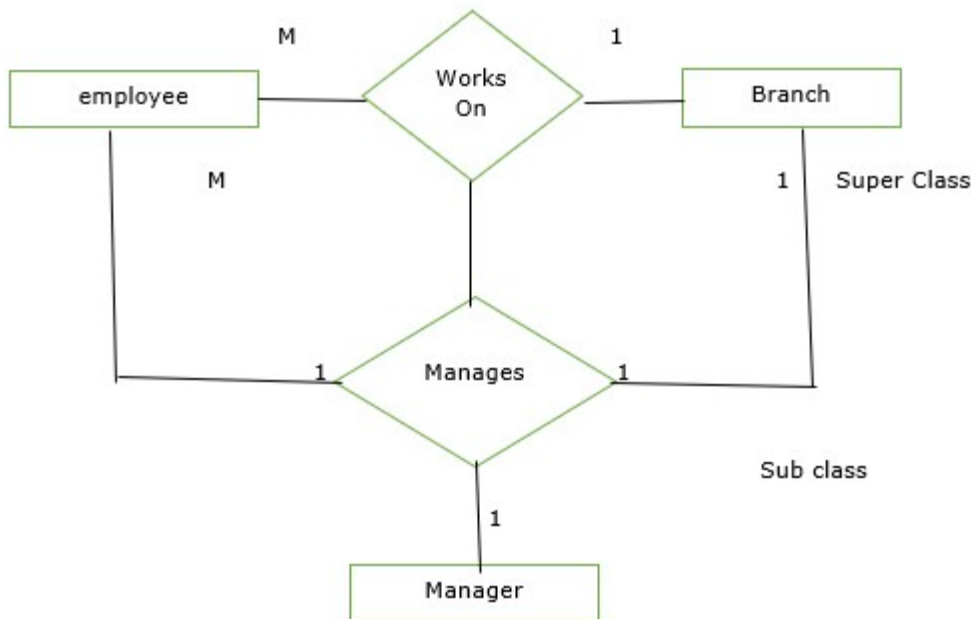 M
1
employee
Works
On
Branch
M
1
Super Class
1
Manages
1
Sub class
1
Manager